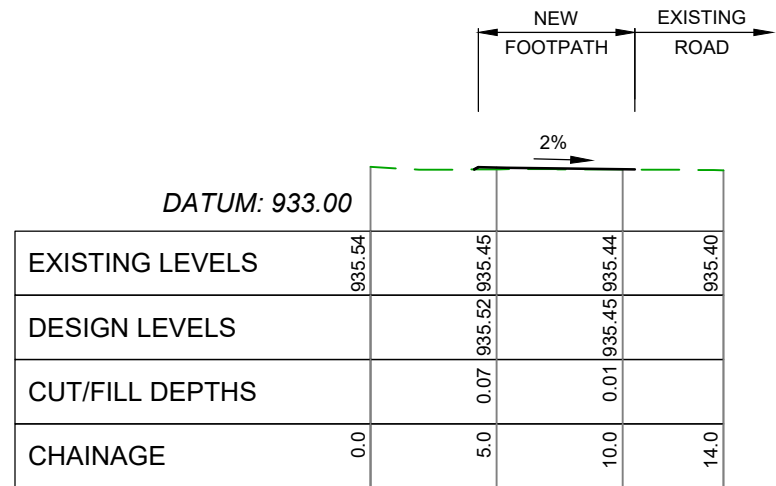 NEW
FOOTPATH
EXISTING
ROAD
2%
DATUM: 933.00
EXISTING LEVELS 935.54 935.45 935.44 935.40
DESIGN LEVELS 935.52 935.45
CUT/FILL DEPTHS 0.07 0.01
CHAINAGE 0.0 5.0 10.0 14.0